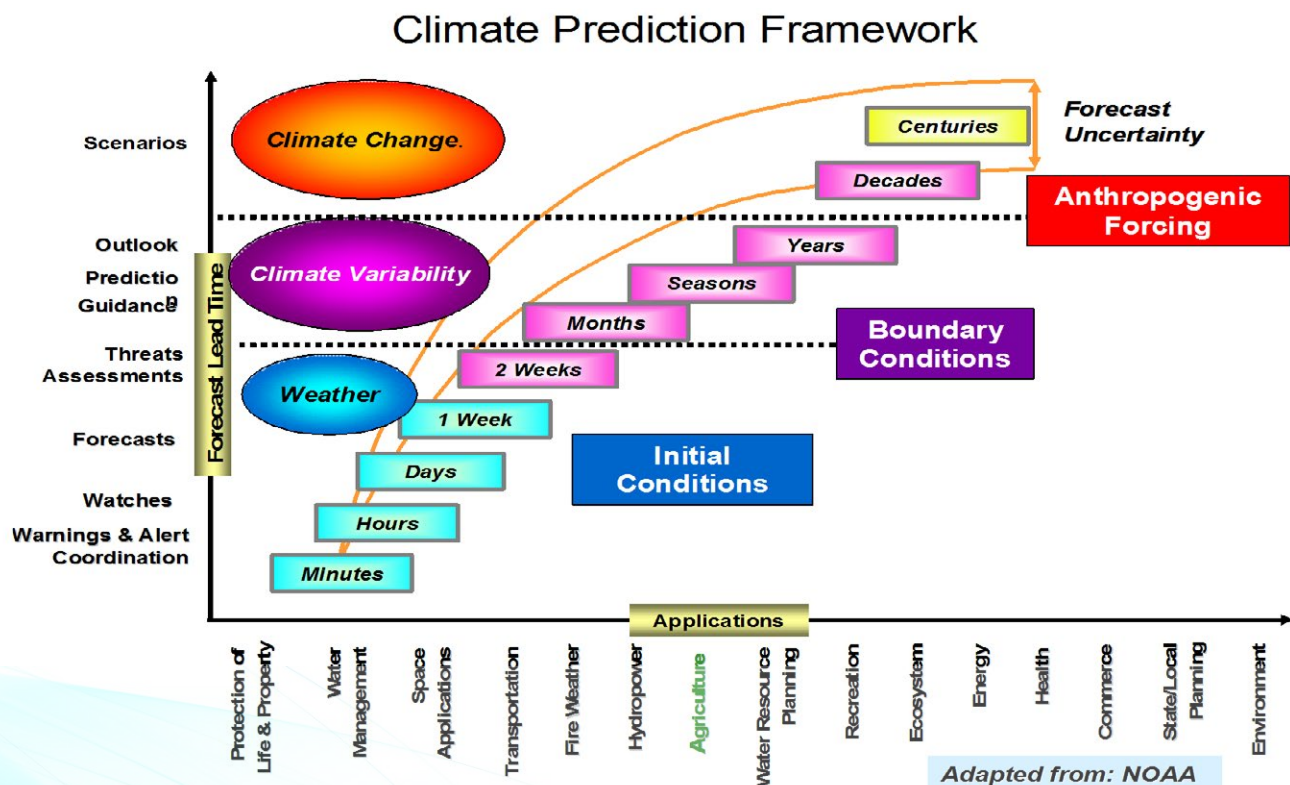 Climate Prediction Framework
Scenarios
Climate Change.
Centuries
Forecast
Uncertainty
Decades
Anthropogenic
Forcing
Outlook
Predictio
n
Guidance
Climate Variability
Years
Seasons
Months
Boundary
Conditions
Forecast Lead Time
Threats
Assessments
2 Weeks
Weather
1 Week
Forecasts
Days
Initial
Conditions
Watches
Hours
Warnings & Alert
Coordination
MInutes
Applications
Protection of
Life & Property
Water
Management
Space
Applications
Transportation
Fire Weather
Hydropower
Agriculture
Water Resource
Planning
Recreation
Ecosystem
Energy
Health
Commerce
State/Local
Planning
Environment
Adapted from: NOAA